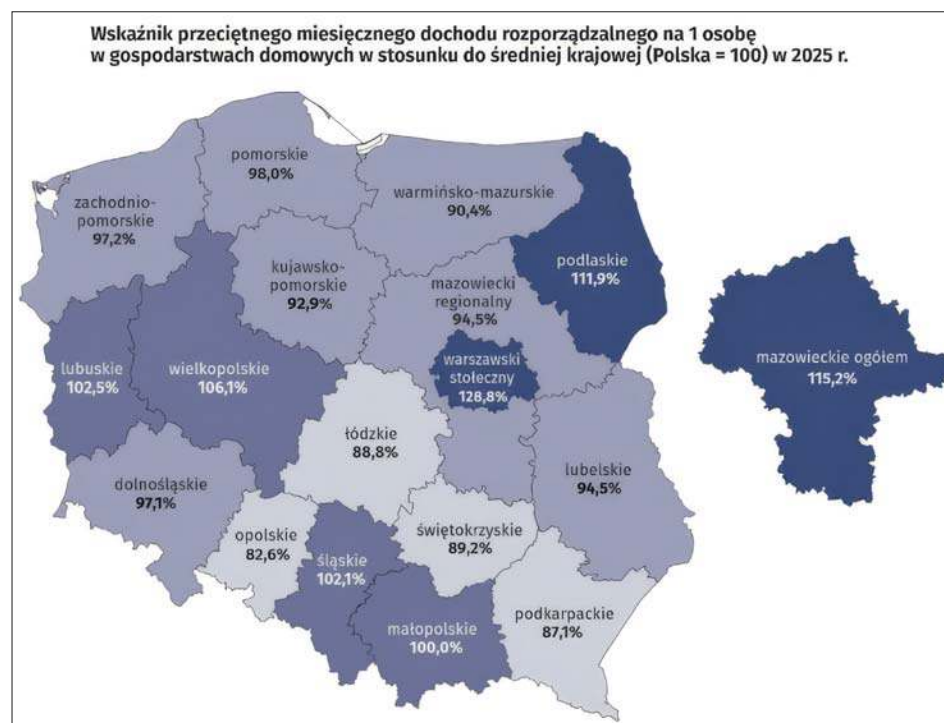 Wskaźnik przeciętnego miesięcznego dochodu rozporządzalnego na 1 osobę
w gospodarstwach domowych w stosunku do średniej krajowej (Polska = 100) w 2025 r.
pomorskie
98,0%
warmińsko-mazurskie
90,4%
zachodnio-
pomorskie
97,2%
podlaskie
111,9%
kujawsko-
pomorskie
92,9%
mazowiecki
regionalny
94,5%
warszawski
stołeczny
128,8%
mazowieckie ogółem
115,2%
lubuskie
102,5%
wielkopolskie
106,1%
łódzkie
88,8%
lubelskie
94,5%
dolnośląskie
97,1%
opolskie
82,6%
śląskie
102,1%
świętokrzyskie
89,2%
małopolskie
100,0%
podkarpackie
87,1%